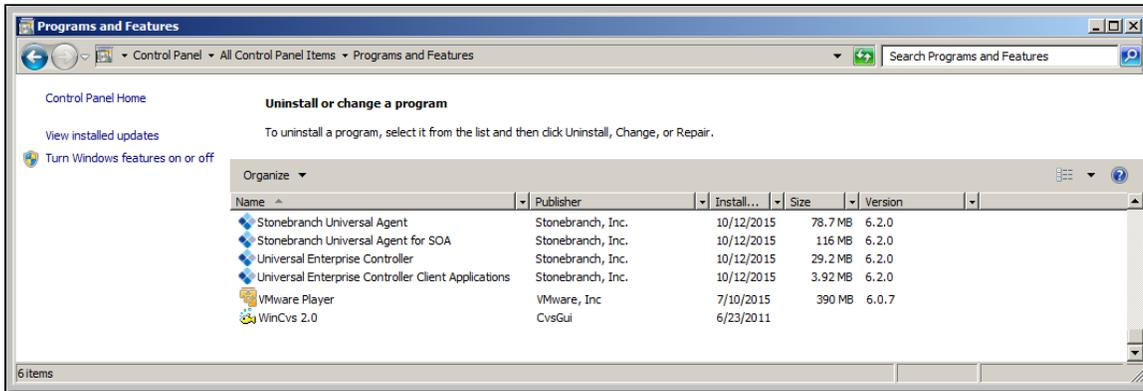 Programs and Features
Control Panel All Control Panel Items Programs and Features Search Programs and Features
Control Panel Home
View installed updates
Turn Windows features on or off
Uninstall or change a program
To uninstall a program, select it from the list and then click Uninstall, Change, or Repair.
Organize
Name Publisher Install... Size Version
Stonebranch Universal Agent Stonebranch, Inc. 10/12/2015 78.7 MB 6.2.0
Stonebranch Universal Agent for SOA Stonebranch, Inc. 10/12/2015 116 MB 6.2.0
Universal Enterprise Controller Stonebranch, Inc. 10/12/2015 29.2 MB 6.2.0
Universal Enterprise Controller Client Applications Stonebranch, Inc. 10/12/2015 3.92 MB 6.2.0
VMware Player VMware, Inc 7/10/2015 390 MB 6.0.7
WinCvs 2.0 CvsGui 6/23/2011
6 items